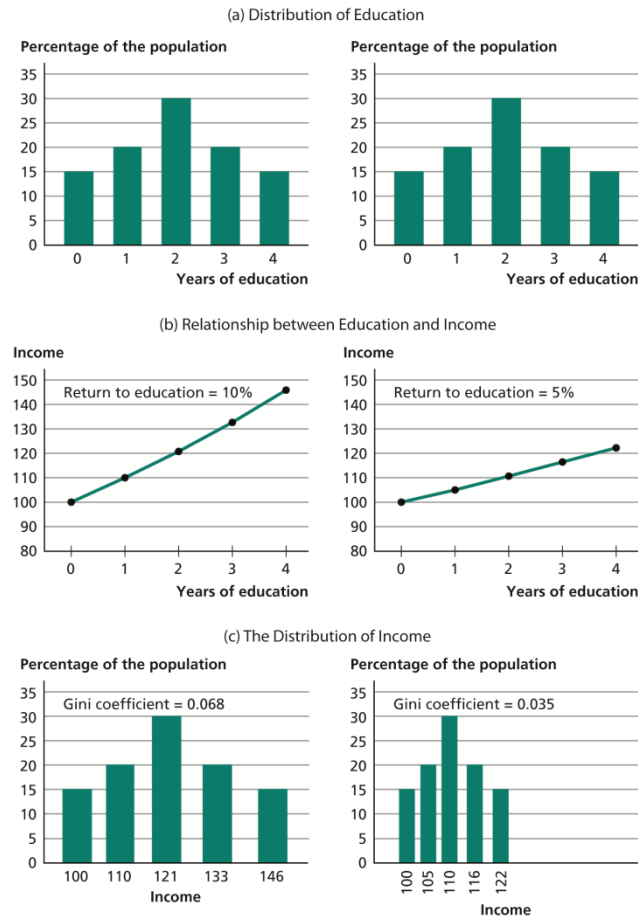 (a) Distribution of Education
Percentage of the population
35
30
25
20
15
10
5
0
0 1 2 3 4
Years of education
Percentage of the population
35
30
25
20
15
10
5
0
0 1 2 3 4
Years of education
(b) Relationship between Education and Income
Income
150
Return to education = 10%
140
130
120
110
100
90
80
0 1 2 3 4
Years of education
Income
150
Return to education = 5%
140
130
120
110
100
90
80
0 1 2 3 4
Years of education
(c) The Distribution of Income
Percentage of the population
35
Gini coefficient = 0.068
30
25
20
15
10
5
0
100 110 121 133 146
Income
Percentage of the population
35
Gini coefficient = 0.035
30
25
20
15
10
5
0
100 105 110 116 122
Income